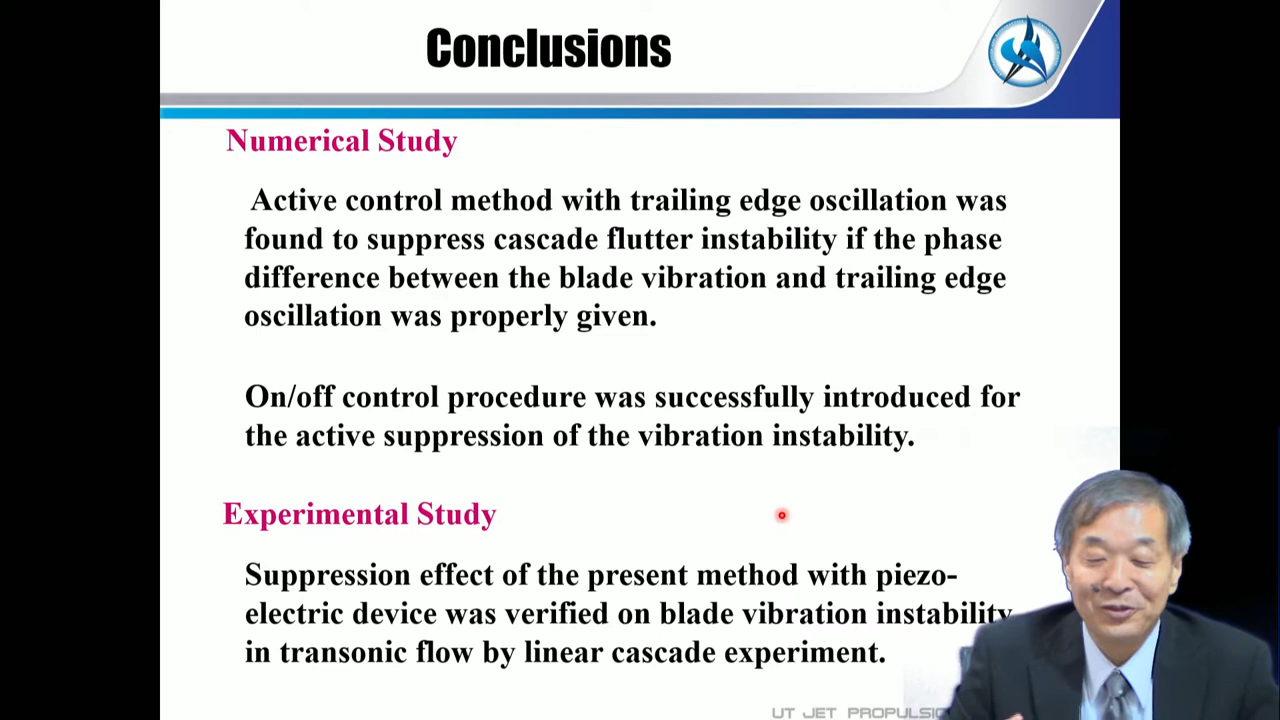 Conclusions
Numerical Study
Active control method with trailing edge oscillation was
found to suppress cascade flutter instability if the phase
difference between the blade vibration and trailing edge
oscillation was properly given.
On/off control procedure was successfully introduced for
the active suppression of the vibration instability.
Experimental Study
Suppression effect of the present method with piezo-
electric device was verified on blade vibration instability
in transonic flow by linear cascade experiment.
UT JET PROPULSIO